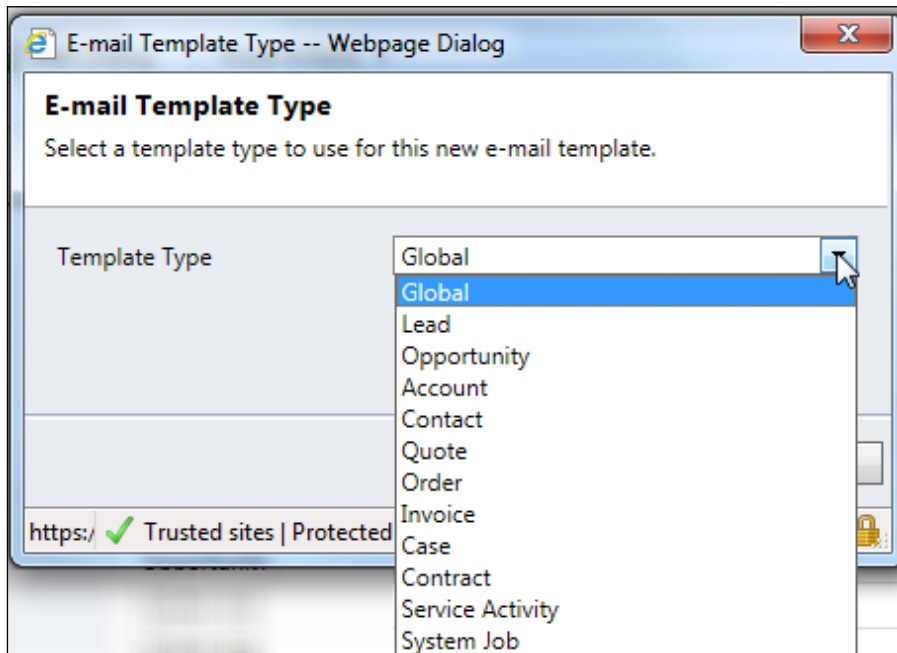 E-mail Template Type -- Webpage Dialog
E-mail Template Type
Select a template type to use for this new e-mail template.
Template Type
Global
Global
Lead
Opportunity
Account
Contact
Quote
Order
Invoice
Case
Contract
Service Activity
System Job
https:/ Trusted sites | Protected